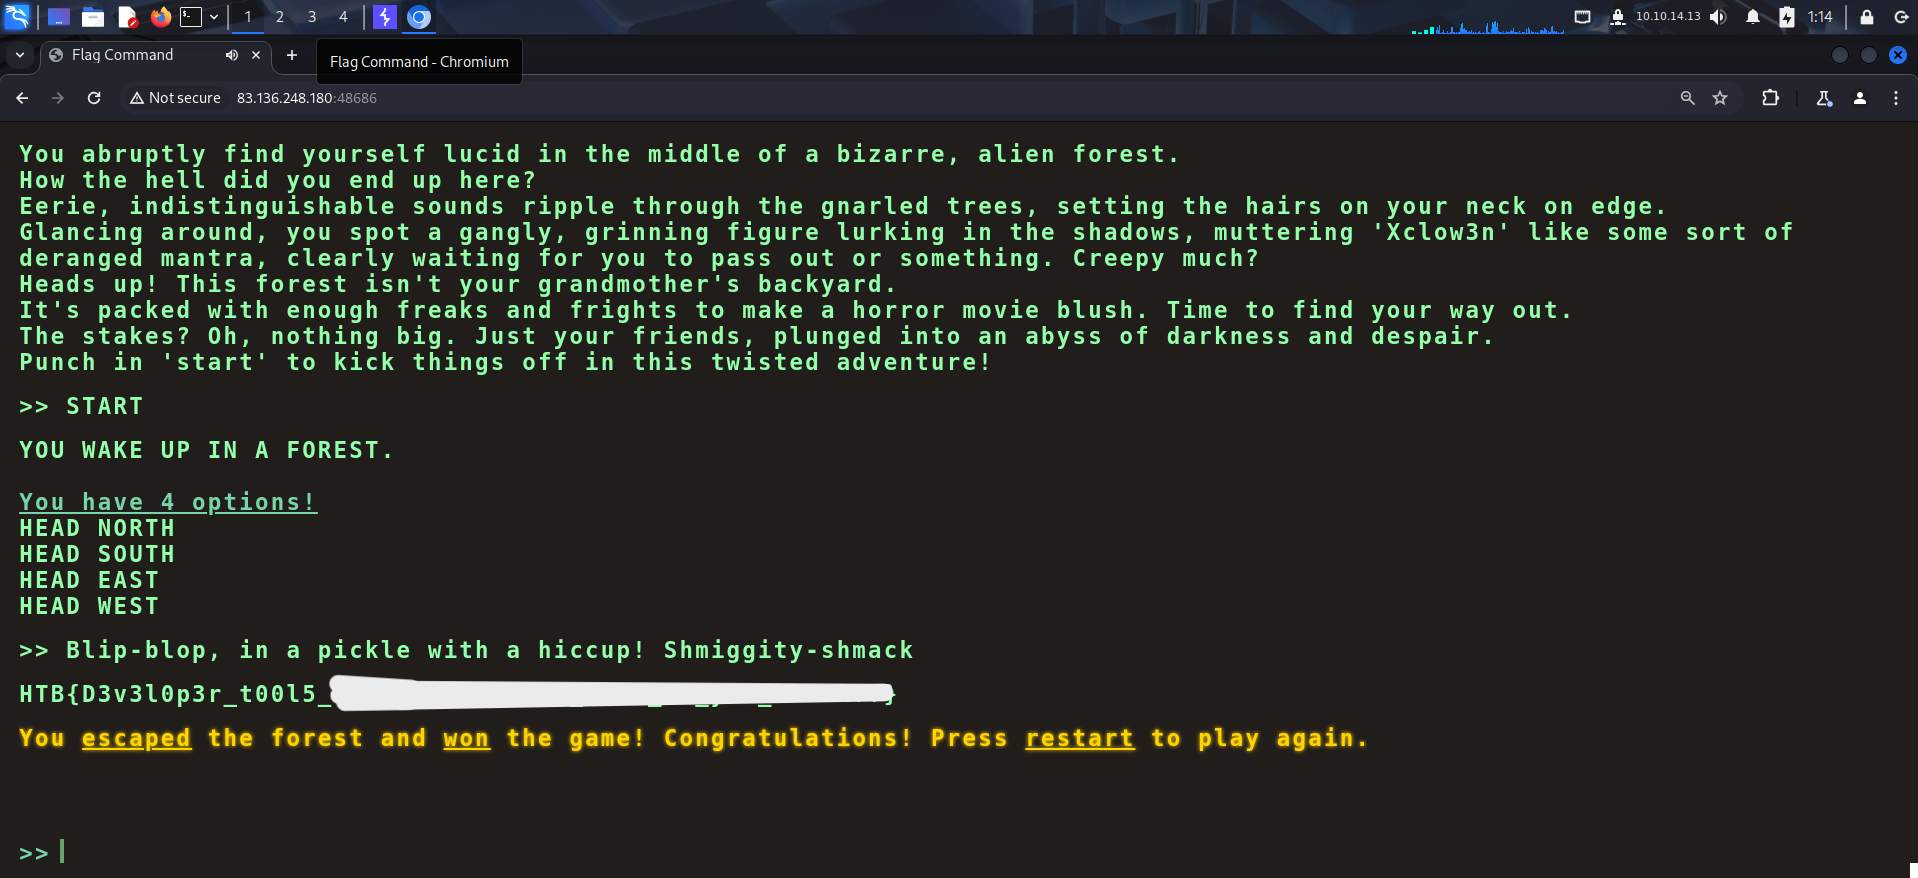 1 2 3 4 10.10.14.13 1:14
Flag Command
Flag Command - Chromium
Not secure 83.136.248.180:48686
You abruptly find yourself lucid in the middle of a bizarre, alien forest.
How the hell did you end up here?
Eerie, indistinguishable sounds ripple through the gnarled trees, setting the hairs on your neck on edge.
Glancing around, you spot a gangly, grinning figure lurking in the shadows, muttering 'Xclow3n' like some sort of
deranged mantra, clearly waiting for you to pass out or something. Creepy much?
Heads up! This forest isn't your grandmother's backyard.
It's packed with enough freaks and frights to make a horror movie blush. Time to find your way out.
The stakes? Oh, nothing big. Just your friends, plunged into an abyss of darkness and despair.
Punch in 'start' to kick things off in this twisted adventure!
>> START
YOU WAKE UP IN A FOREST.
You have 4 options!
HEAD NORTH
HEAD SOUTH
HEAD EAST
HEAD WEST
>> Blip-blop, in a pickle with a hiccup! Shmiggity-shmack
HTB{D3v3l0p3r_t00l5_
You escaped the forest and won the game! Congratulations! Press restart to play again.
>>